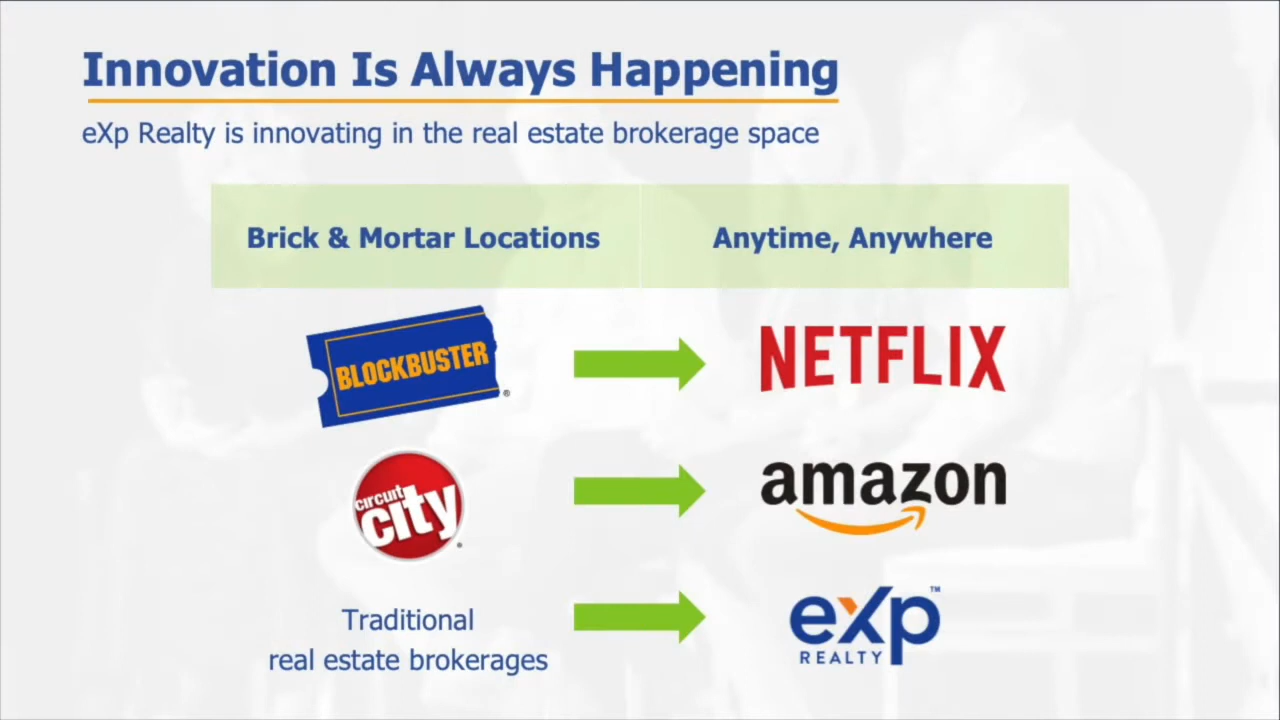 Innovation Is Always Happening
eXp Realty is innovating in the real estate brokerage space
Brick & Mortar Locations
Anytime, Anywhere
BLOCKBUSTER®
NETFLIX
circuit
city
amazon
Traditional
real estate brokerages
eXp™
REALTY